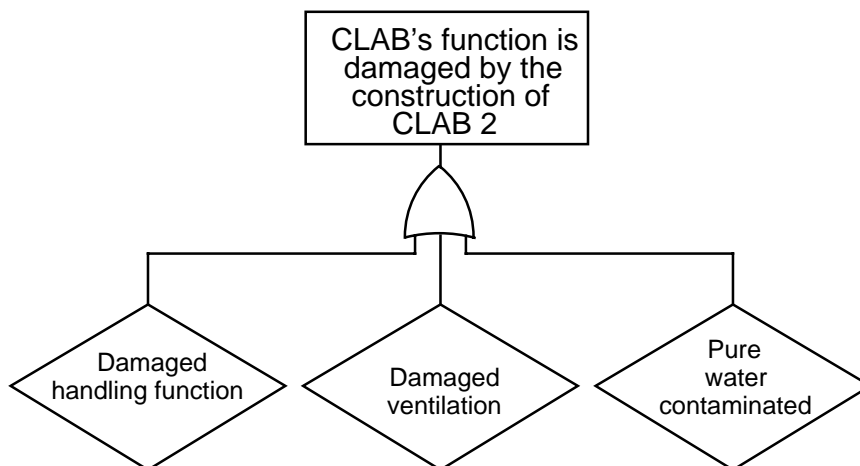 CLAB’s function is
damaged by the
construction of
CLAB 2
Damaged
handling function
Damaged
ventilation
Pure
water
contaminated